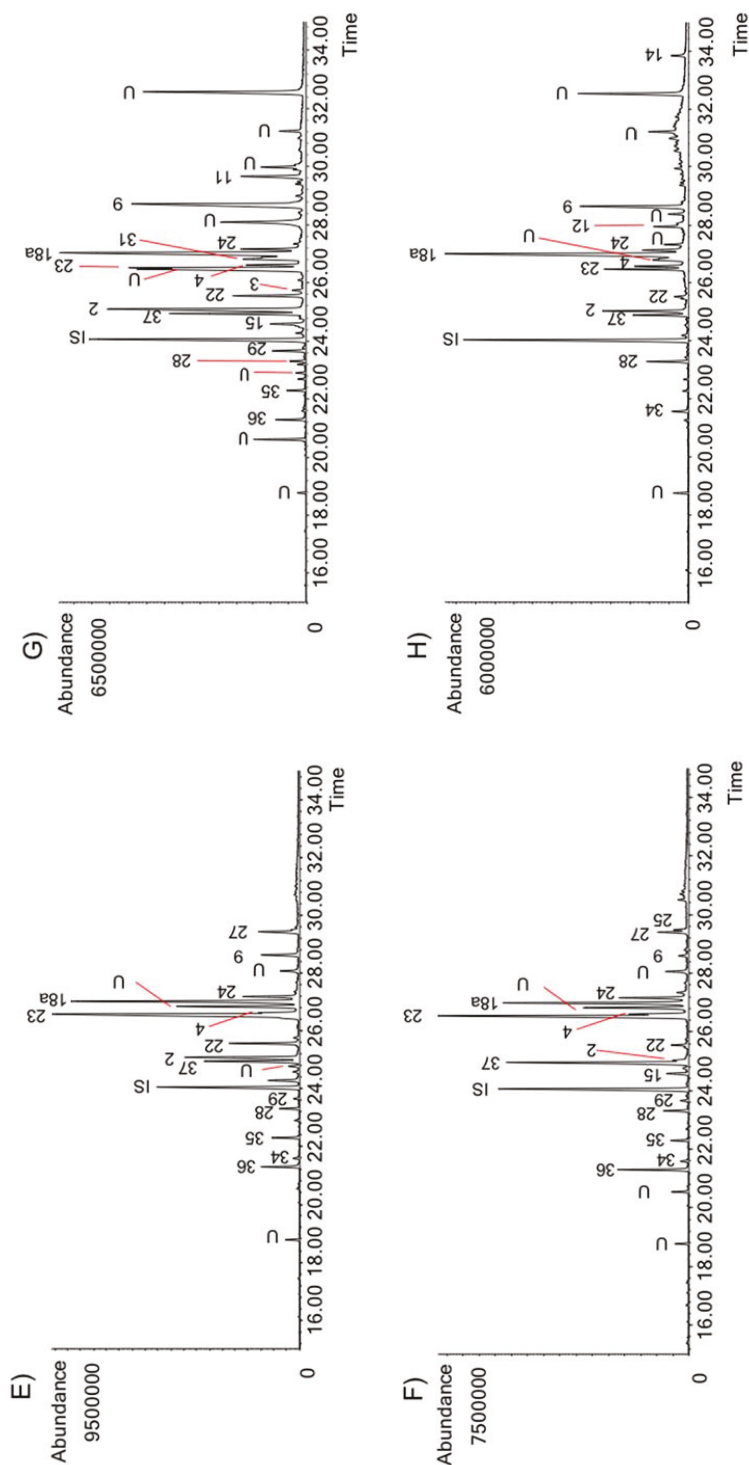 E)
Abundance
9500000
U
36
34
35
28
29
IS
U
37
2
22
4
23
U
18a
24
U
9
27
0
16.00 18.00 20.00 22.00 24.00 26.00 28.00 30.00 32.00 34.00
Time
F)
Abundance
7500000
U
U
36
34
35
28
29
IS
15
37
2
22
4
23
U
18a
24
U
9
27
25
0
16.00 18.00 20.00 22.00 24.00 26.00 28.00 30.00 32.00 34.00
Time
G)
Abundance
6500000
U
U
36
35
U
28
29
IS
15
37
2
22
3
U
23
4
31
18a
24
U
9
11
U
U
U
0
16.00 18.00 20.00 22.00 24.00 26.00 28.00 30.00 32.00 34.00
Time
H)
Abundance
6000000
U
34
28
IS
37
2
22
23
4
U
18a
24
U
12
U
9
U
U
14
0
16.00 18.00 20.00 22.00 24.00 26.00 28.00 30.00 32.00 34.00
Time